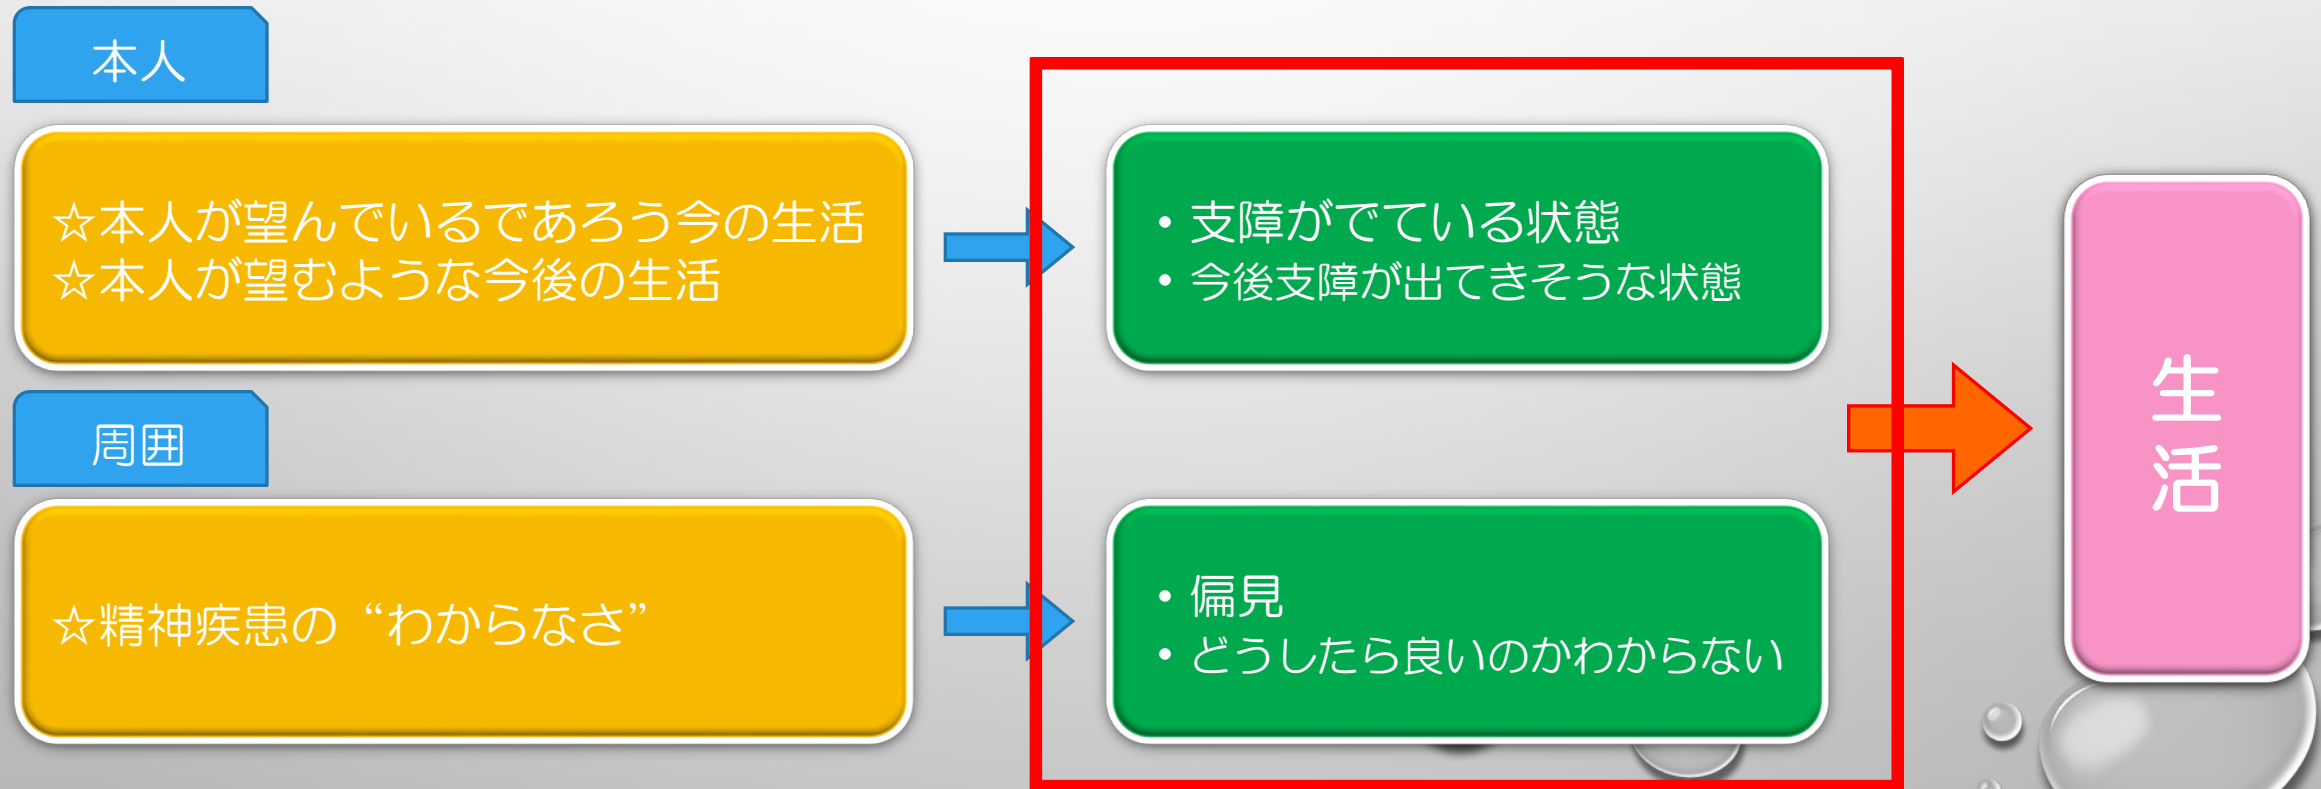 本人
☆本人が望んでいるであろう今の生活
☆本人が望むような今後の生活
• 支障がでている状態
• 今後支障が出てきそうな状態
周囲
☆精神疾患の“わからなさ”
• 偏見
• どうしたら良いのかわからない
生活